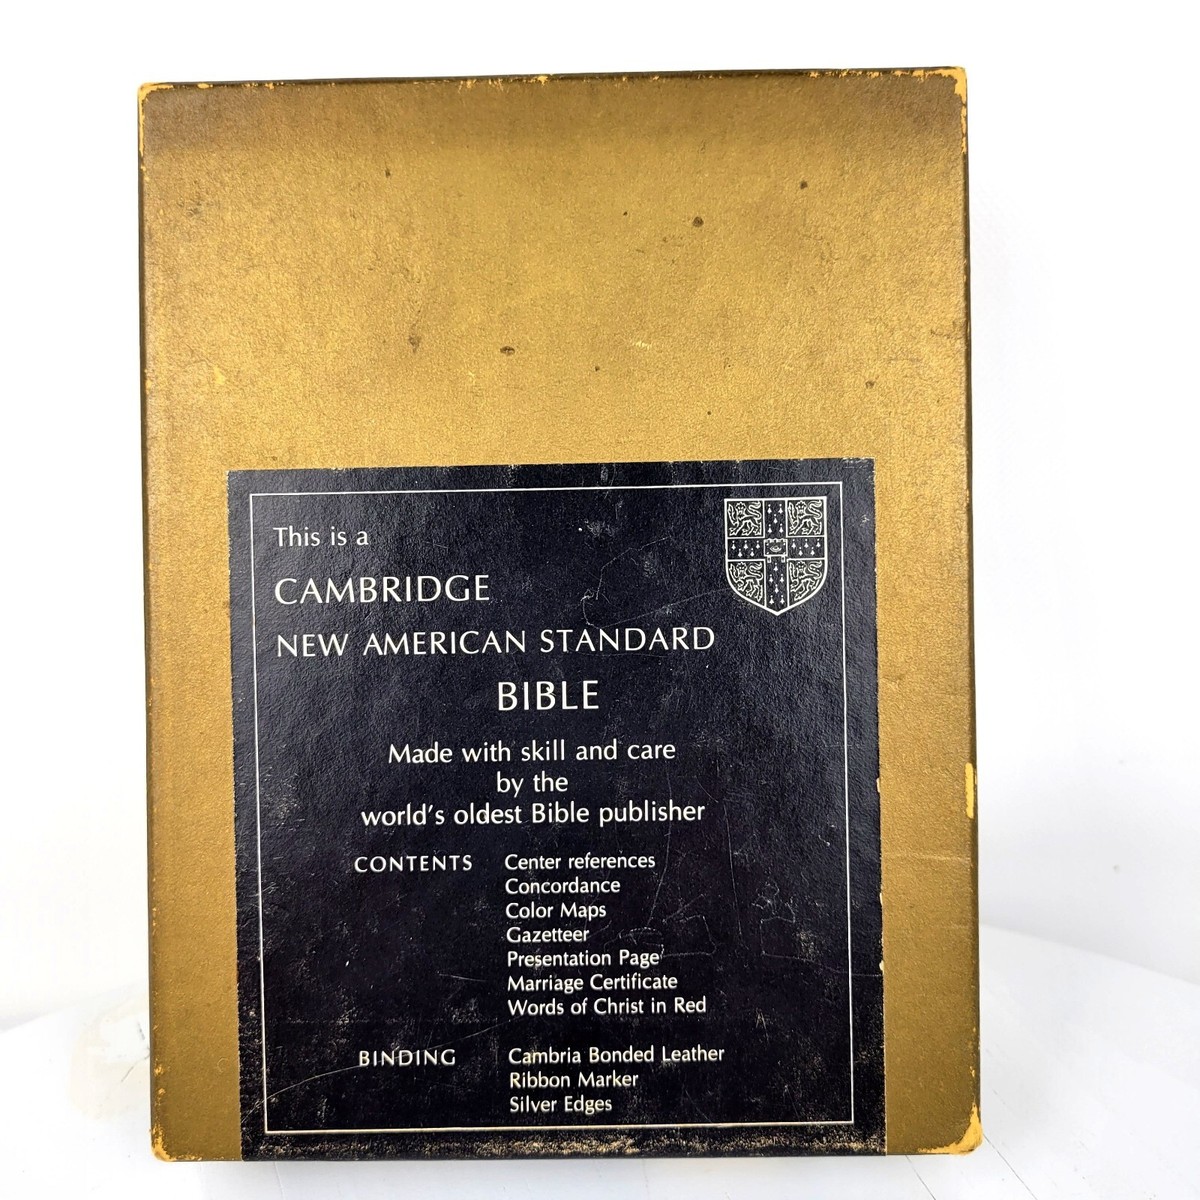 This is a
CAMBRIDGE
NEW AMERICAN STANDARD
BIBLE
Made with skill and care
by the
world's oldest Bible publisher
CONTENTS Center references
Concordance
Color Maps
Gazetteer
Presentation Page
Marriage Certificate
Words of Christ in Red
BINDING Cambria Bonded Leather
Ribbon Marker
Silver Edges